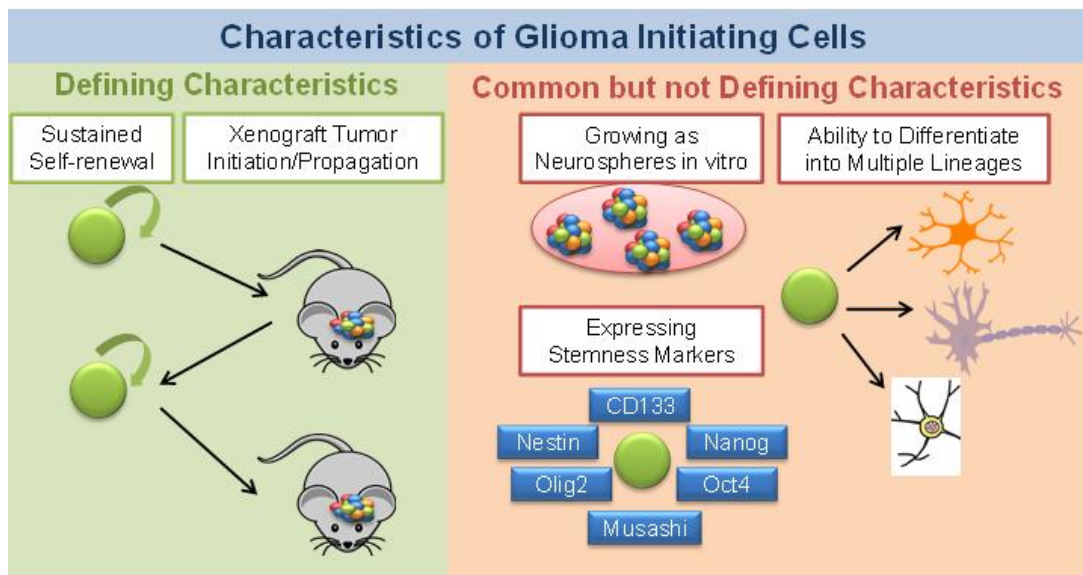 Characteristics of Glioma Initiating Cells
Defining Characteristics
Sustained
Self-renewal
Xenograft Tumor
Initiation/Propagation
Common but not Defining Characteristics
Growing as
Neurospheres in vitro
Ability to Differentiate
into Multiple Lineages
Expressing
Stemness Markers
CD133
Nestin
Nanog
Olig2
Oct4
Musashi